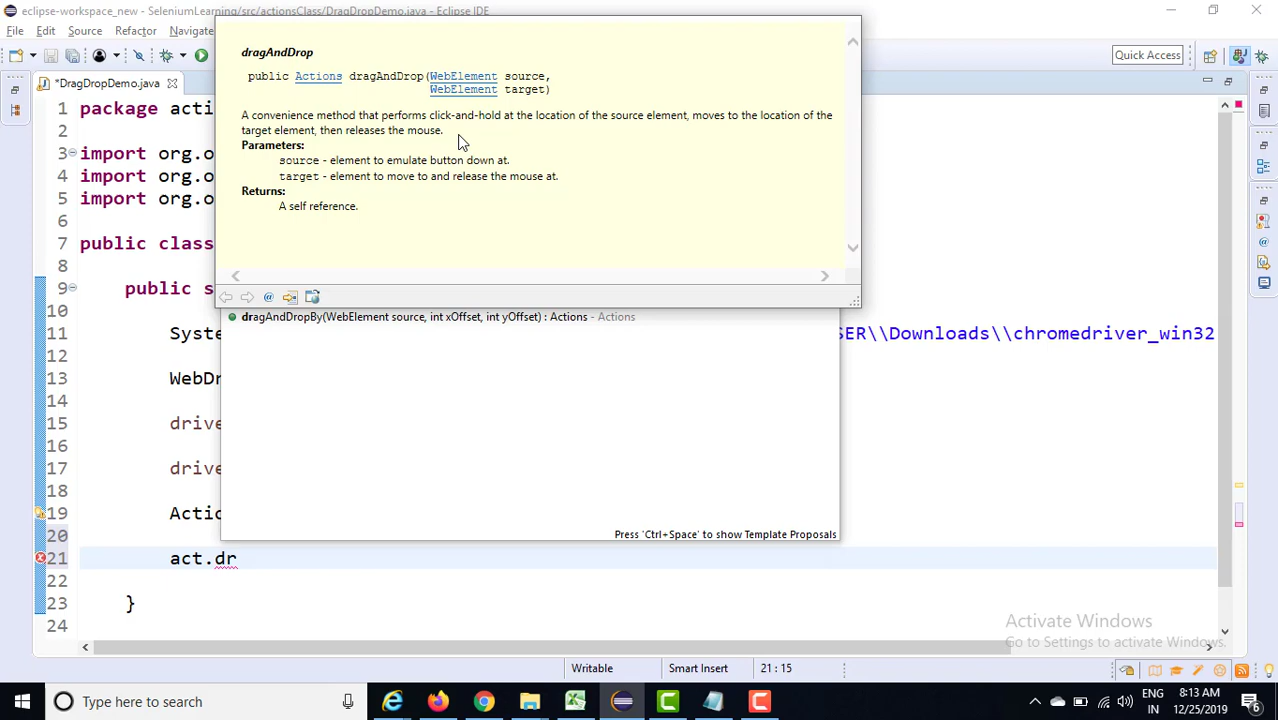 eclipse-workspace_new - SeleniumLearning/src/actionsClass/DragDropDemo.java - Eclipse IDE
File Edit Source Refactor Navigate
Quick Access
*DragDropDemo.java
1 package acti
2
3 import org.o
4 import org.o
5 import org.o
6
7 public class
8
9 public s
10
11 Syste
SER\\Downloads\\chromedriver_win32
12
13 WebDr
14
15 drive
16
17 drive
18
19 Actio
20
21 act.dr
22
23 }
24
dragAndDrop
public Actions dragAndDrop(WebElement source,
WebElement target)
A convenience method that performs click-and-hold at the location of the source element, moves to the location of the
target element, then releases the mouse.
Parameters:
source - element to emulate button down at.
target - element to move to and release the mouse at.
Returns:
A self reference.
dragAndDropBy(WebElement source, int xOffset, int yOffset) : Actions - Actions
Press 'Ctrl+Space' to show Template Proposals
Activate Windows
Go to Settings to activate Windows.
Writable Smart Insert 21 : 15
Type here to search
ENG
IN
8:13 AM
12/25/2019
6